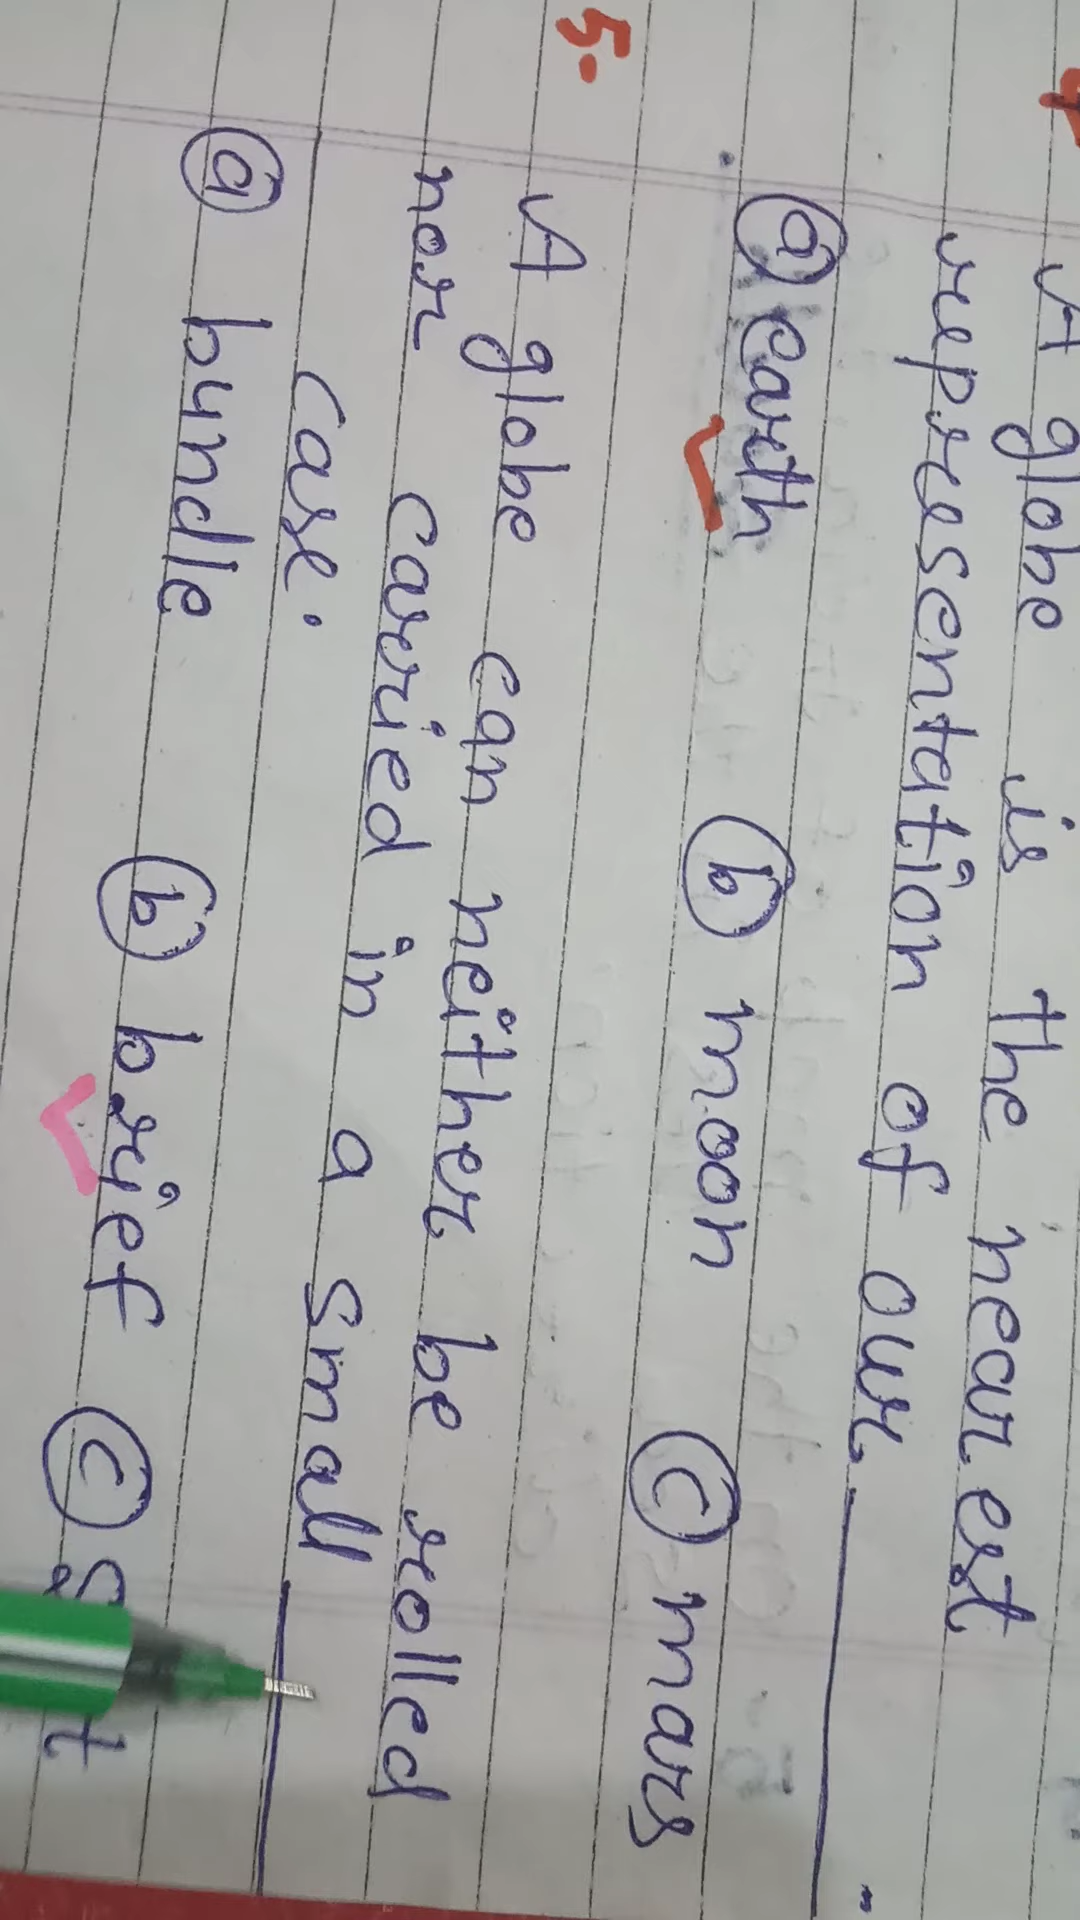 4
A globe is the nearest
representation of our
(a) earth (b) moon (c) mars
5.
A globe can neither be rolled
nor carried in a small
case.
(a) bundle (b) brief (c)